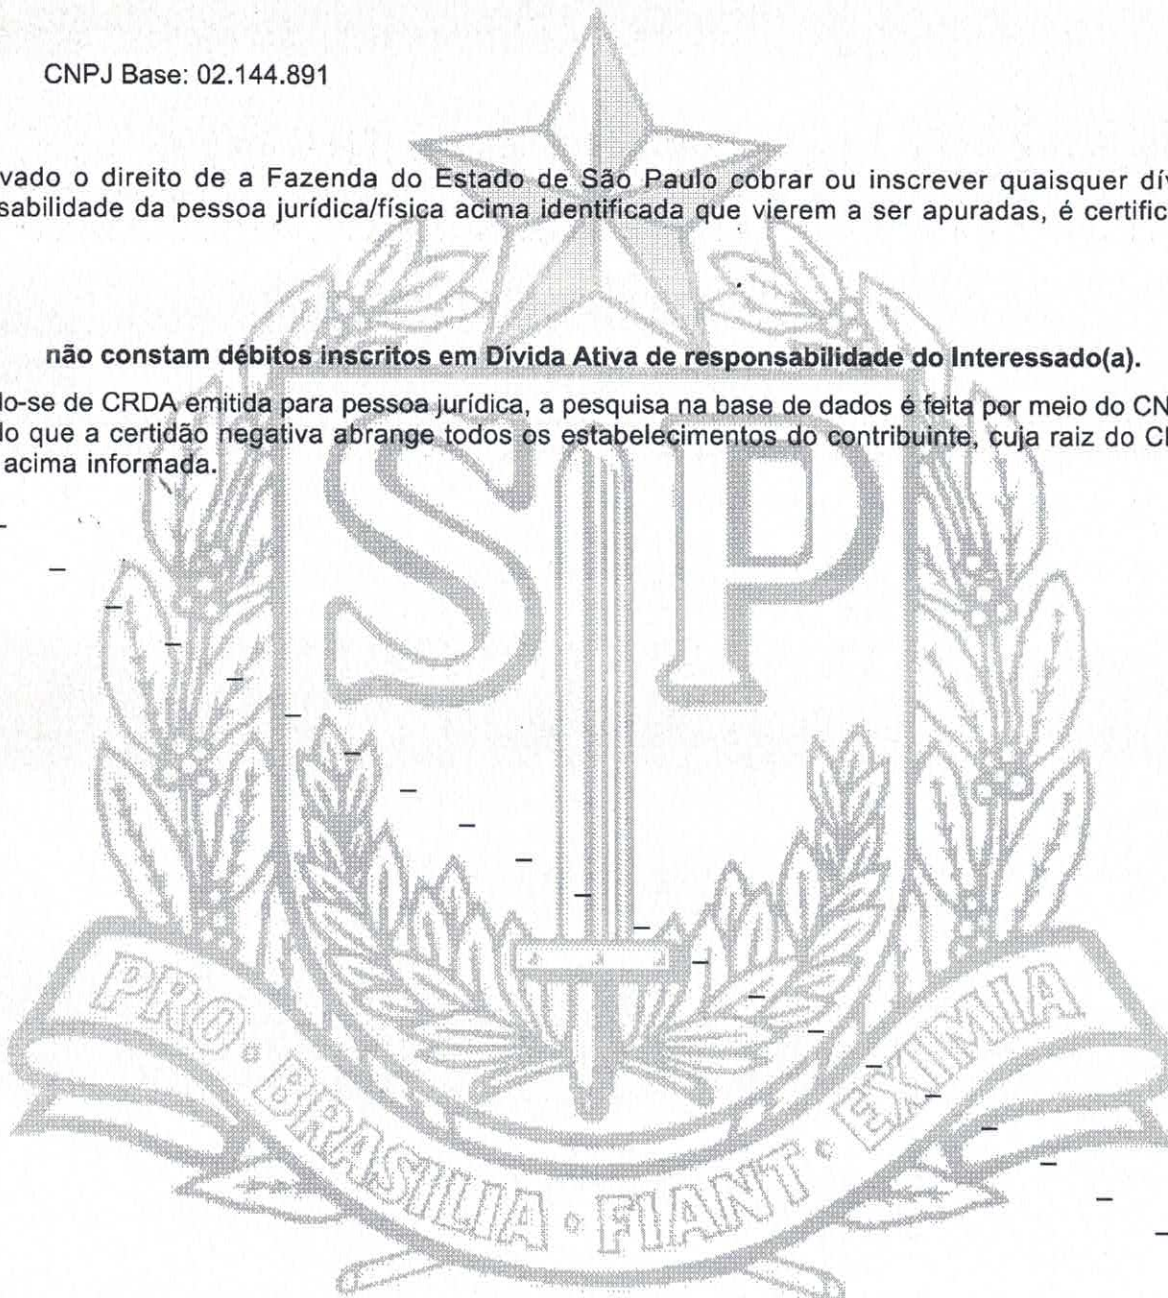 CNPJ Base: 02.144.891
vado o direito de a Fazenda do Estado de São Paulo cobrar ou inscrever quaisquer dív
sabilidade da pessoa jurídica/física acima identificada que vierem a ser apuradas, é certific
não constam débitos inscritos em Dívida Ativa de responsabilidade do Interessado(a).
do-se de CRDA emitida para pessoa jurídica, a pesquisa na base de dados é feita por meio do CN
do que a certidão negativa abrange todos os estabelecimentos do contribuinte, cuja raiz do C
acima informada.
SP
PRO · BRASILIA · FIANT · EXIMIA